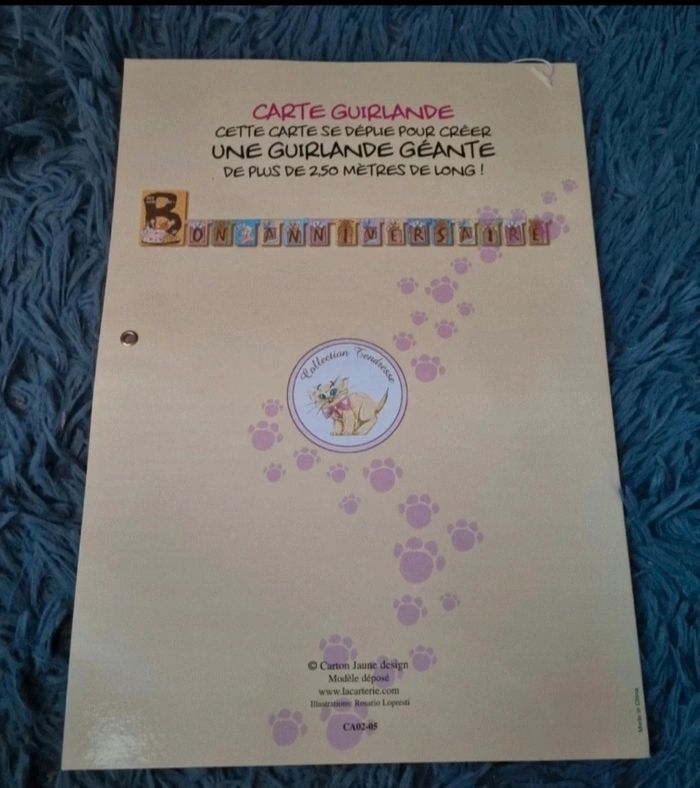 CARTE GUIRLANDE
CETTE CARTE SE DÉPLIE POUR CRÉER
UNE GUIRLANDE GÉANTE
DE PLUS DE 2,50 MÈTRES DE LONG !
BON ANNIVERSAIRE
Collection Tendresse
© Carton Jaune design
Modèle déposé
www.lacarterie.com
Illustrations: Rosario Lopresti
CA02-05
Made in China